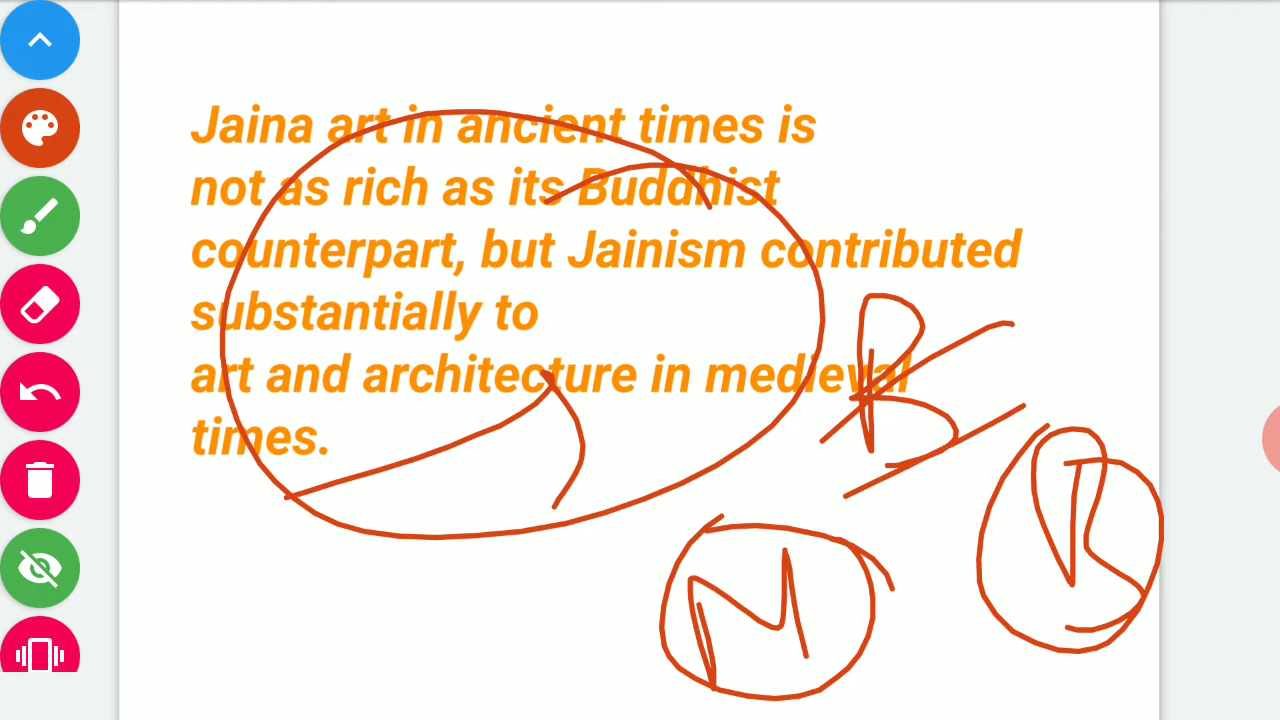 Jaina art in ancient times is
not as rich as its Buddhist
counterpart, but Jainism contributed
substantially to
art and architecture in medieval
times.
B
R
M